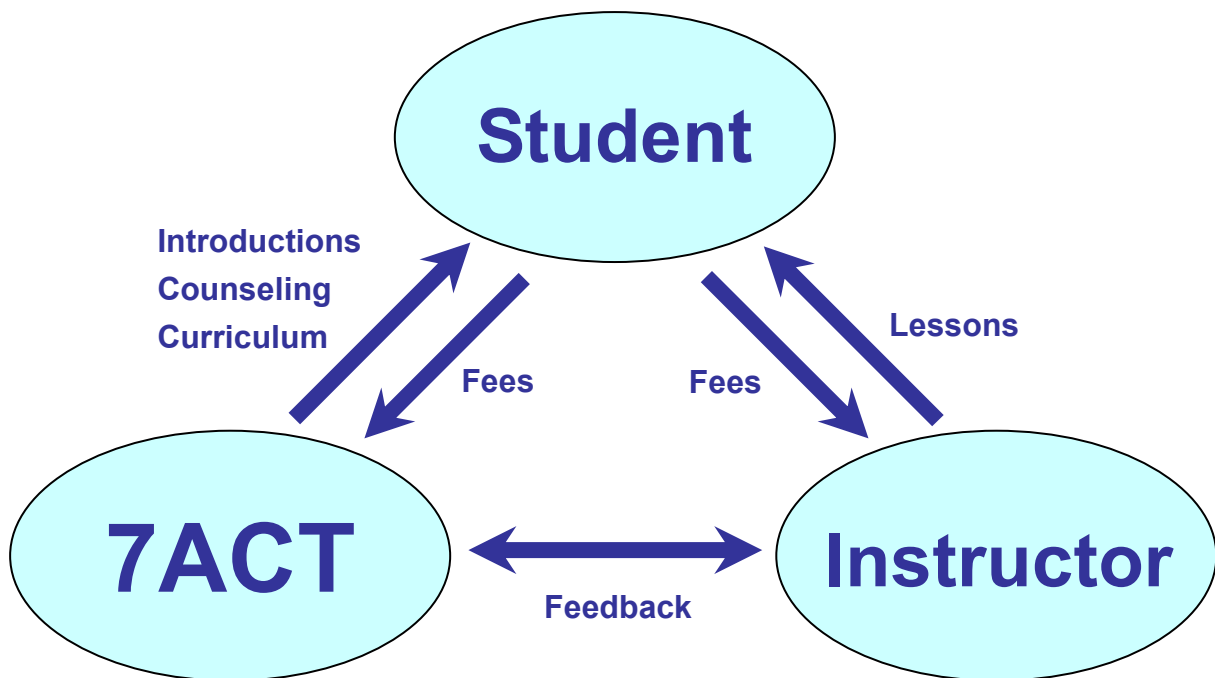 Student
Introductions
Counseling
Curriculum
Lessons
Fees
Fees
7ACT
Instructor
Feedback